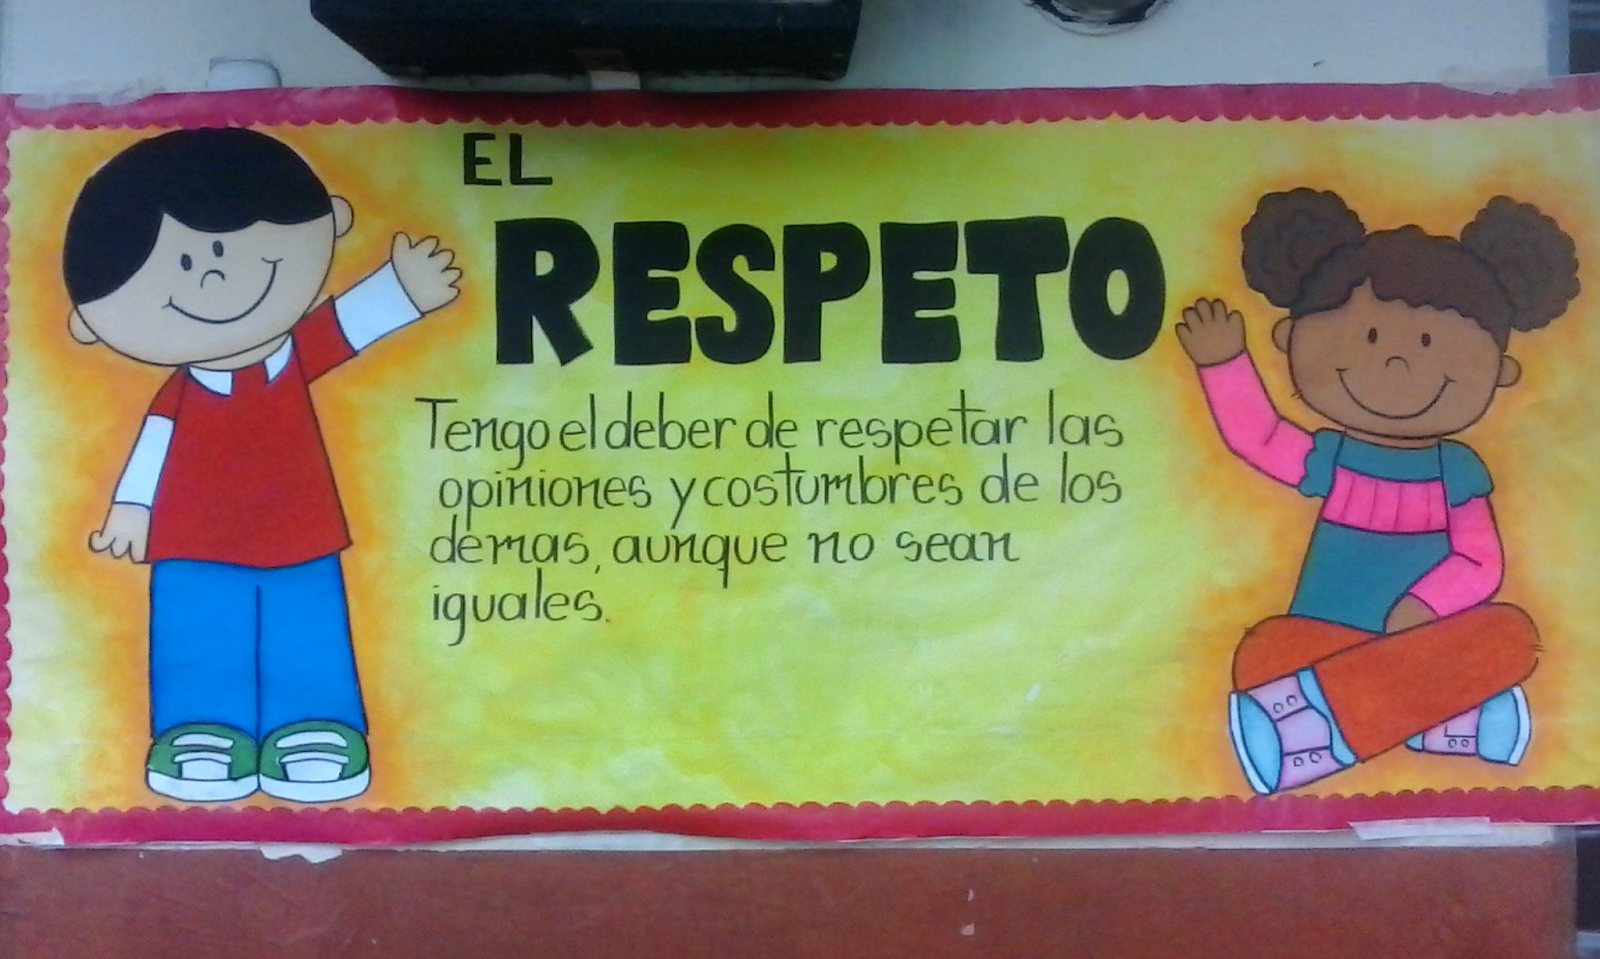 EL
RESPETO
Tengo el deber de respetar las
opiniones y costumbres de los
demas, aunque no sean
iguales.